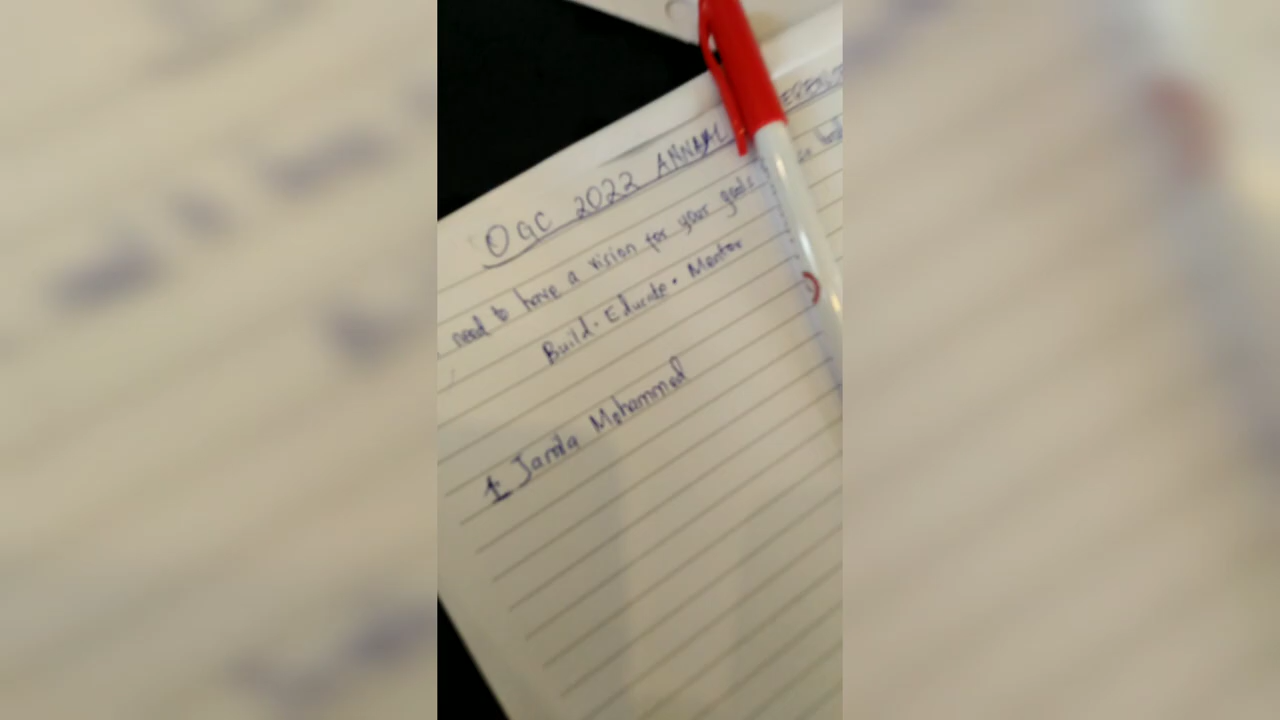 OGC 2022 ANNUAL
need to have a vision for your goals
Build. Educate. Mentor
1 Jamila Mohammed